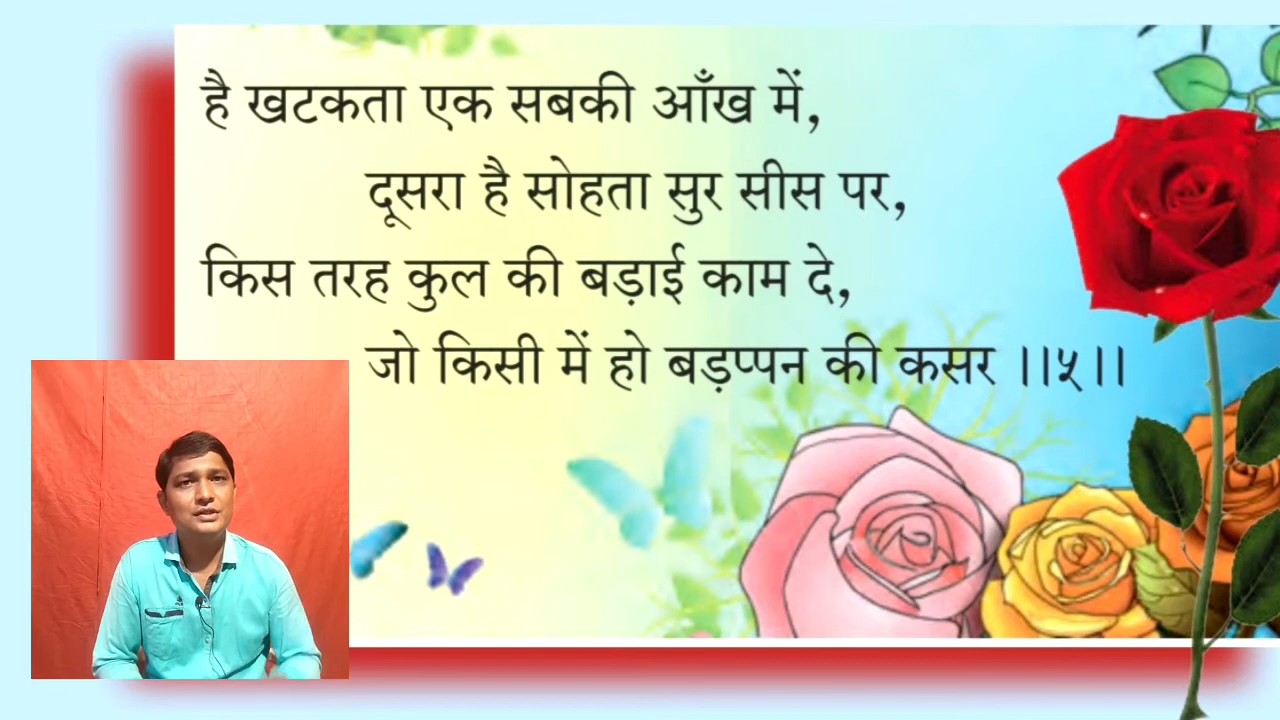 है खटकता एक सबकी आँख में,
दूसरा है सोहता सुर सीस पर,
किस तरह कुल की बड़ाई काम दे,
जो किसी में हो बड़प्पन की कसर ।।५।।